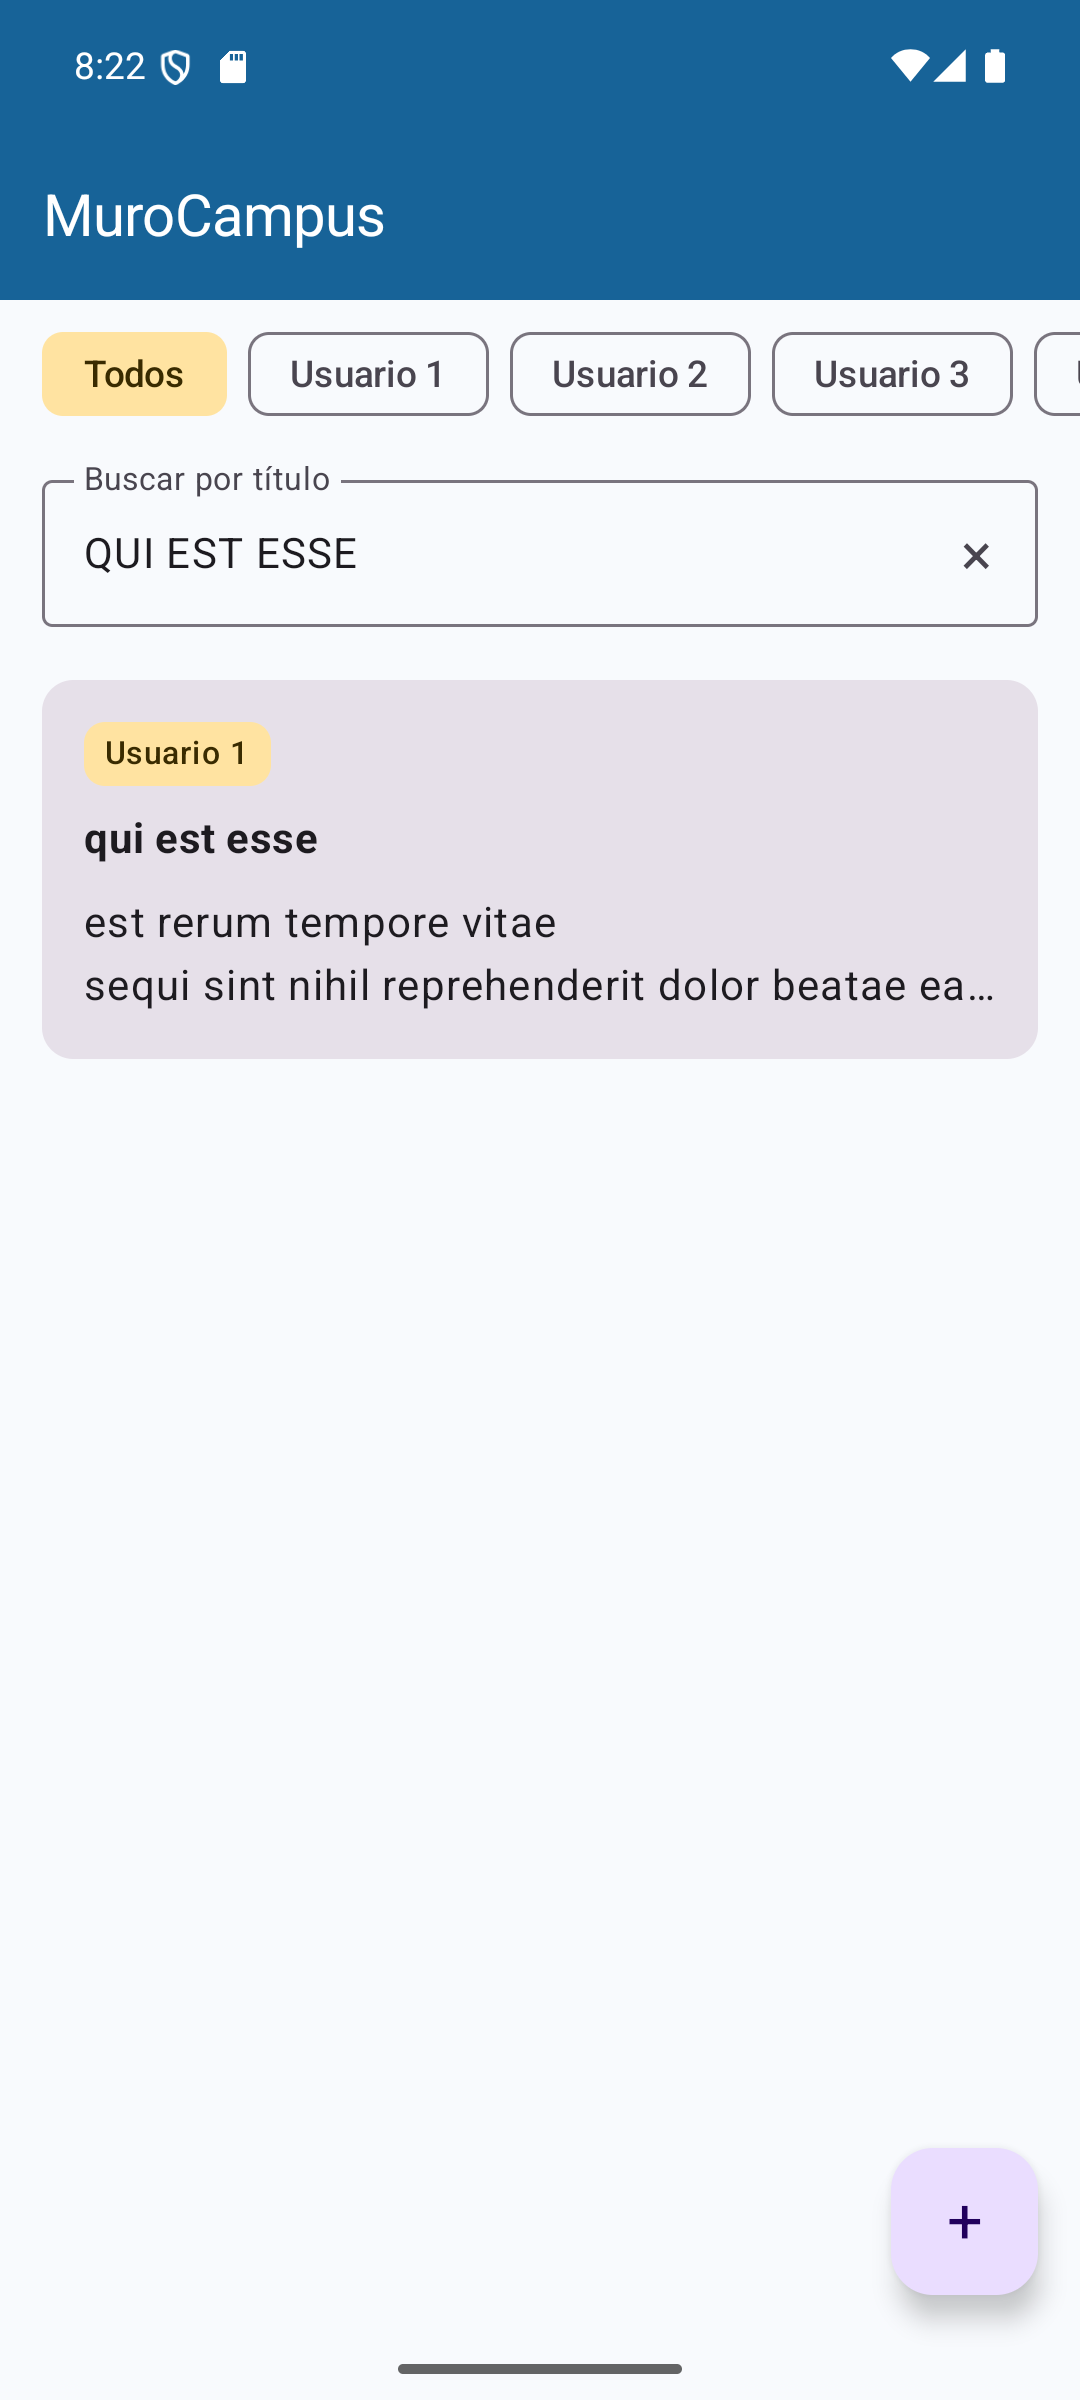 8:22
MuroCampus
Todos
Usuario 1
Usuario 2
Usuario 3
Buscar por título
QUI EST ESSE
Usuario 1
qui est esse
est rerum tempore vitae
sequi sint nihil reprehenderit dolor beatae ea…